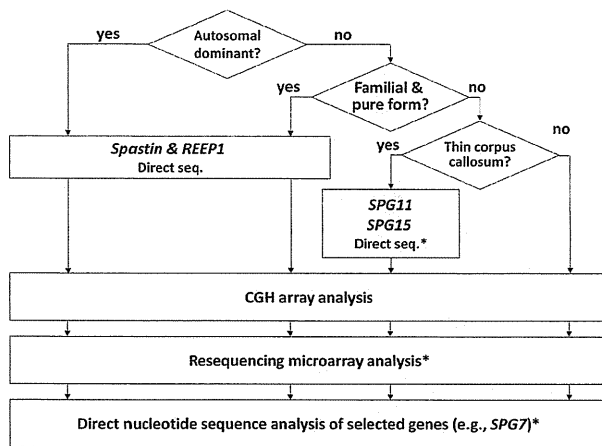 Autosomal
dominant?
yes
no
Familial &
pure form?
yes
no
Thin corpus
callosum?
yes
no
Spastin & REEP1
Direct seq.
SPG11
SPG15
Direct seq.*
CGH array analysis
Resequencing microarray analysis*
Direct nucleotide sequence analysis of selected genes (e.g., SPG7)*